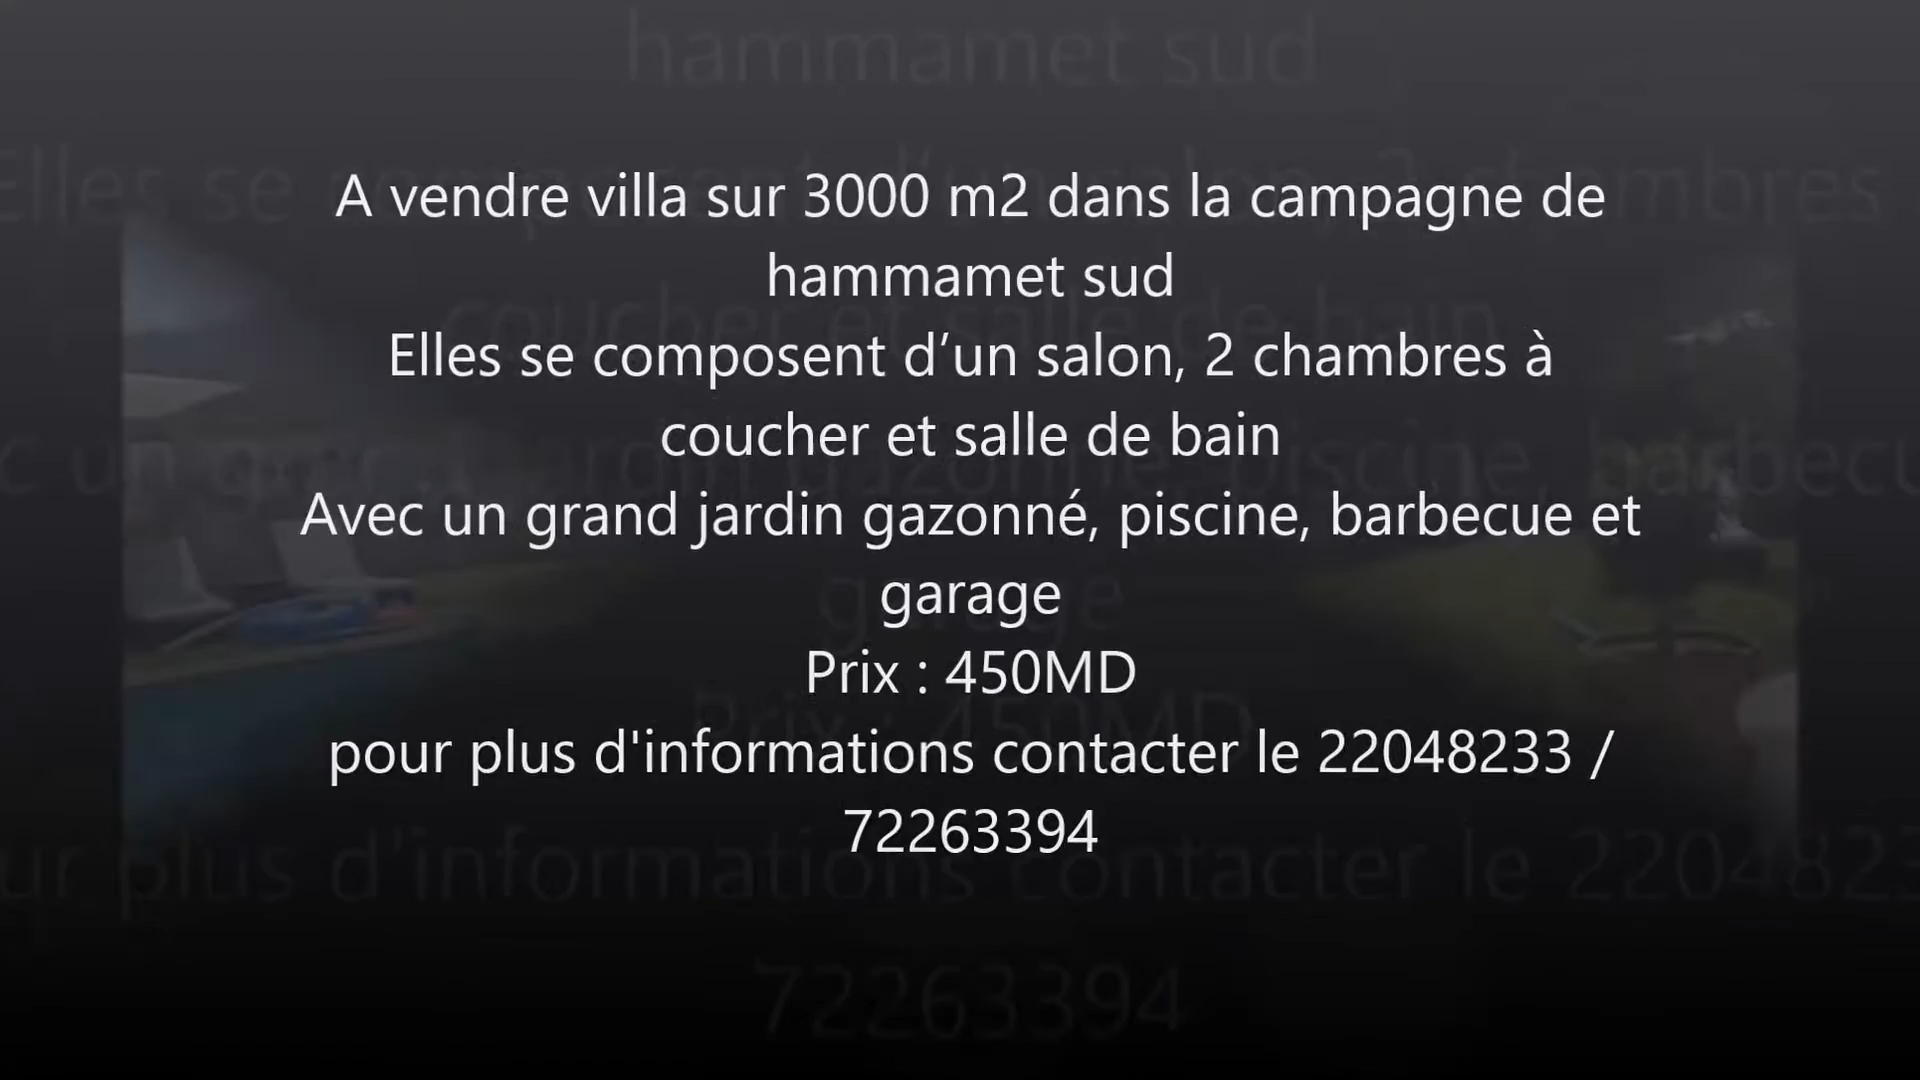 A vendre villa sur 3000 m2 dans la campagne de
hammamet sud
Elles se composent d’un salon, 2 chambres à
coucher et salle de bain
Avec un grand jardin gazonné, piscine, barbecue et
garage
Prix : 450MD
pour plus d'informations contacter le 22048233 /
72263394